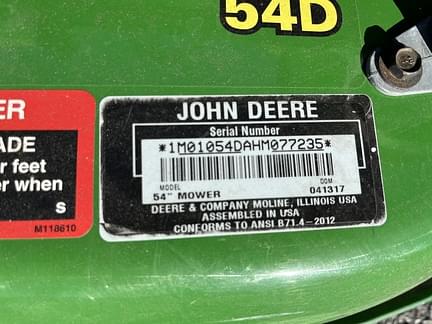 54D
ER
ADE
r feet
er when
S
M118610
JOHN DEERE
Serial Number
*1M01054DAHM077235*
MODEL
54" MOWER
DOM
041317
DEERE & COMPANY MOLINE, ILLINOIS USA
ASSEMBLED IN USA
CONFORMS TO ANSI B71.4-2012